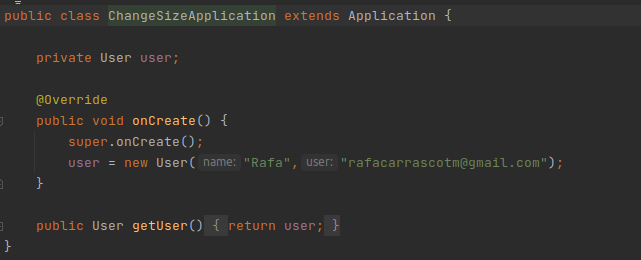 public class ChangeSizeApplication extends Application {
private User user;
@Override
public void onCreate() {
super.onCreate();
user = new User( name: "Rafa", user: "rafacarrascotm@gmail.com");
}
public User getUser() { return user; }
}